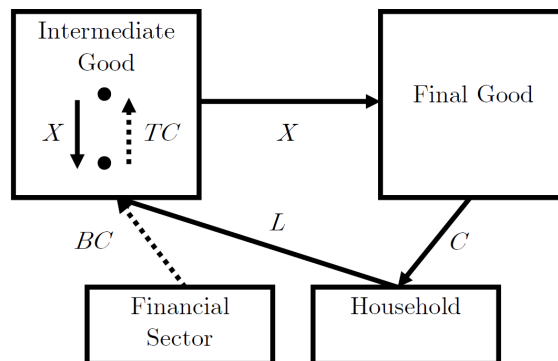 Intermediate
Good
X
TC
Final Good
X
L
BC
C
Financial
Sector
Household